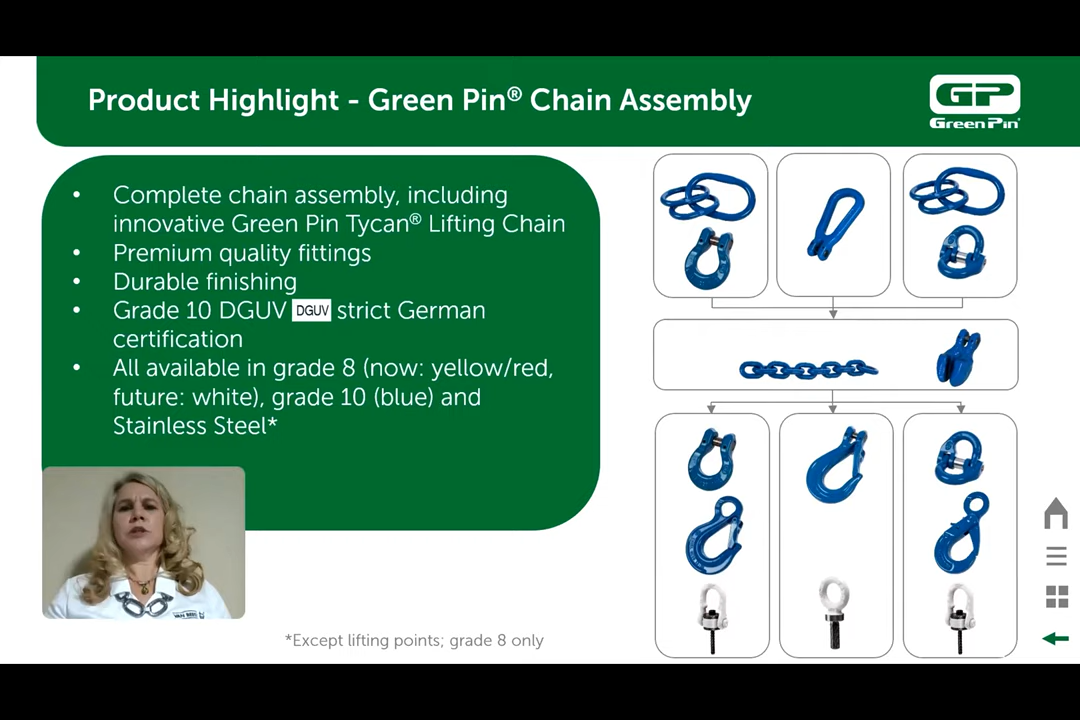 Product Highlight - Green Pin® Chain Assembly
GP
Green Pin®
• Complete chain assembly, including
innovative Green Pin Tycan® Lifting Chain
• Premium quality fittings
• Durable finishing
• Grade 10 DGUV DGUV strict German
certification
• All available in grade 8 (now: yellow/red,
future: white), grade 10 (blue) and
Stainless Steel*
*Except lifting points; grade 8 only